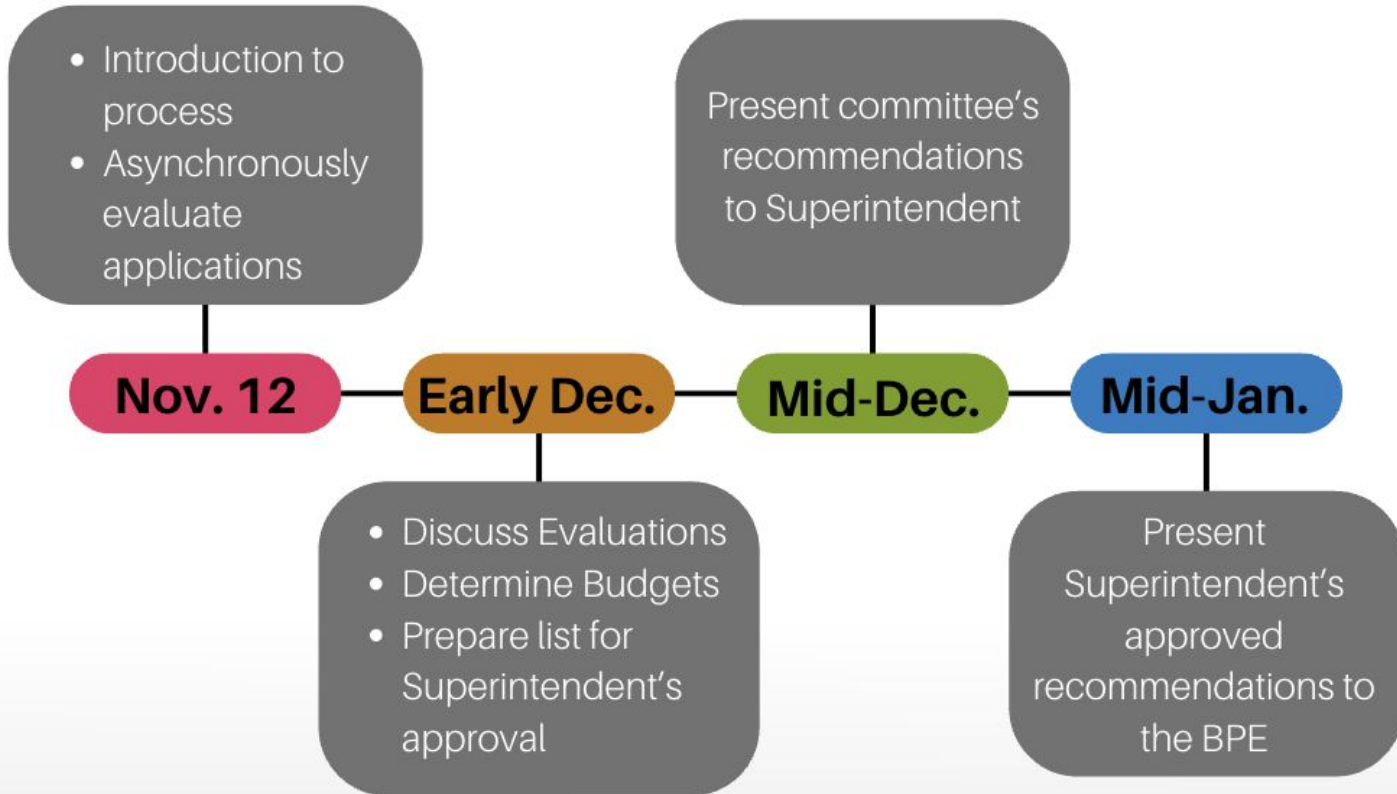 • Introduction to
process
• Asynchronously
evaluate
applications
Present committee’s
recommendations
to Superintendent
Nov. 12
Early Dec.
Mid-Dec.
Mid-Jan.
• Discuss Evaluations
• Determine Budgets
• Prepare list for
Superintendent’s
approval
Present
Superintendent’s
approved
recommendations to
the BPE